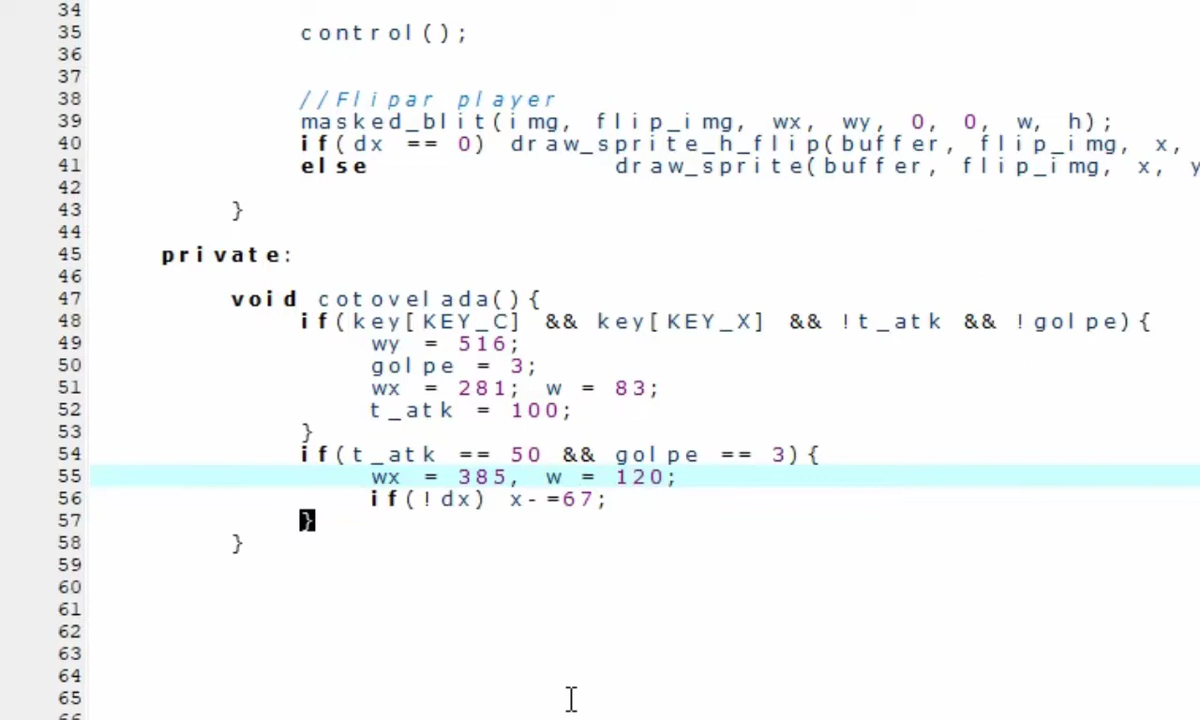 34
35 control();
36
37
38 //Flipar player
39 masked_blit(img, flip_img, wx, wy, 0, 0, w, h);
40 if(dx == 0) draw_sprite_h_flip(buffer, flip_img, x,
41 else draw_sprite(buffer, flip_img, x, y
42
43 }
44
45 private:
46
47 void cotovelada(){
48 if(key[KEY_C] && key[KEY_X] && !t_atk && !golpe){
49 wy = 516;
50 golpe = 3;
51 wx = 281; w = 83;
52 t_atk = 100;
53 }
54 if(t_atk == 50 && golpe == 3){
55 wx = 385, w = 120;
56 if(!dx) x-=67;
57 }
58 }
59
60
61
62
63
64
65